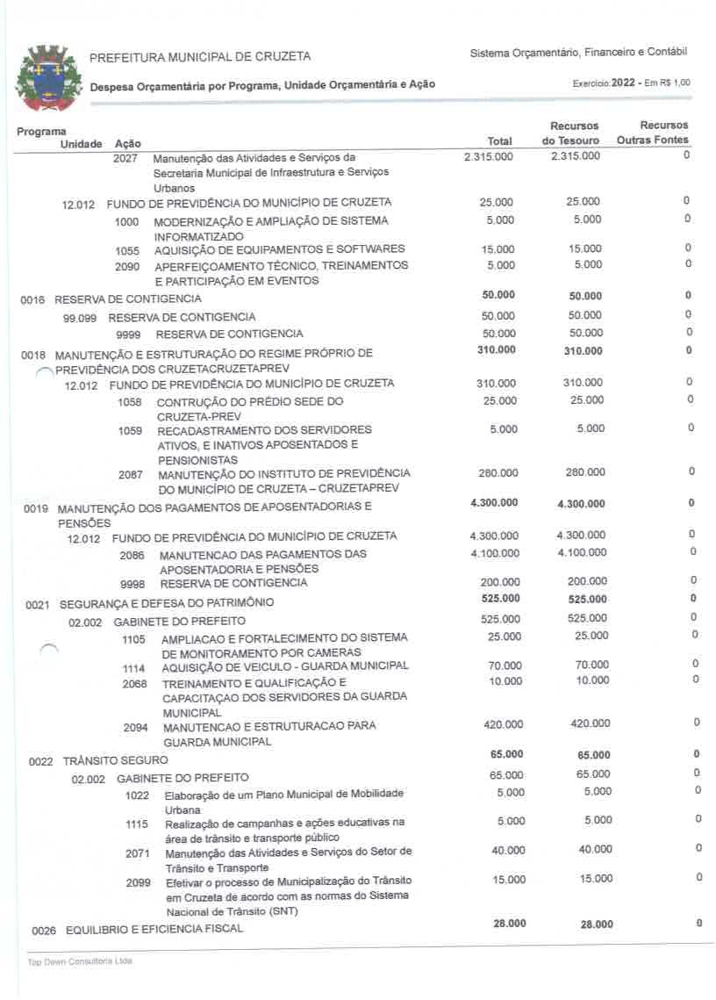 PREFEITURA MUNICIPAL DE CRUZETA
Sistema Orçamentário, Financeiro e Contábil
Despesa Orçamentária por Programa, Unidade Orçamentária e Ação
Exercício: 2022 - Em R$ 1,00
Programa Recursos Recursos
Unidade Ação Total do Tesouro Outras Fontes
2027 Manutenção das Atividades e Serviços da 2.315.000 2.315.000 0
Secretaria Municipal de Infraestrutura e Serviços
Urbanos
12.012 FUNDO DE PREVIDÊNCIA DO MUNICÍPIO DE CRUZETA 25.000 25.000 0
1000 MODERNIZAÇÃO E AMPLIAÇÃO DE SISTEMA 5.000 5.000 0
INFORMATIZADO
1055 AQUISIÇÃO DE EQUIPAMENTOS E SOFTWARES 15.000 15.000 0
2090 APERFEIÇOAMENTO TÉCNICO, TREINAMENTOS 5.000 5.000 0
E PARTICIPAÇÃO EM EVENTOS
0016 RESERVA DE CONTIGENCIA 50.000 50.000 0
99.099 RESERVA DE CONTIGENCIA 50.000 50.000 0
9999 RESERVA DE CONTIGENCIA 50.000 50.000 0
0018 MANUTENÇÃO E ESTRUTURAÇÃO DO REGIME PRÓPRIO DE 310.000 310.000 0
PREVIDÊNCIA DOS CRUZETACRUZETAPREV
12.012 FUNDO DE PREVIDÊNCIA DO MUNICÍPIO DE CRUZETA 310.000 310.000 0
1058 CONTRUÇÃO DO PRÉDIO SEDE DO 25.000 25.000 0
CRUZETA-PREV
1059 RECADASTRAMENTO DOS SERVIDORES 5.000 5.000 0
ATIVOS, E INATIVOS APOSENTADOS E
PENSIONISTAS
2087 MANUTENÇÃO DO INSTITUTO DE PREVIDÊNCIA 280.000 280.000 0
DO MUNICÍPIO DE CRUZETA – CRUZETAPREV
0019 MANUTENÇÃO DOS PAGAMENTOS DE APOSENTADORIAS E 4.300.000 4.300.000 0
PENSÕES
12.012 FUNDO DE PREVIDÊNCIA DO MUNICÍPIO DE CRUZETA 4.300.000 4.300.000 0
2086 MANUTENCAO DAS PAGAMENTOS DAS 4.100.000 4.100.000 0
APOSENTADORIA E PENSÕES
9998 RESERVA DE CONTIGENCIA 200.000 200.000 0
0021 SEGURANÇA E DEFESA DO PATRIMÔNIO 525.000 525.000 0
02.002 GABINETE DO PREFEITO 525.000 525.000 0
1105 AMPLIACAO E FORTALECIMENTO DO SISTEMA 25.000 25.000 0
DE MONITORAMENTO POR CAMERAS
1114 AQUISIÇÃO DE VEICULO - GUARDA MUNICIPAL 70.000 70.000 0
2068 TREINAMENTO E QUALIFICAÇÃO E 10.000 10.000 0
CAPACITAÇAO DOS SERVIDORES DA GUARDA
MUNICIPAL
2094 MANUTENCAO E ESTRUTURACAO PARA 420.000 420.000 0
GUARDA MUNICIPAL
0022 TRÂNSITO SEGURO 65.000 65.000 0
02.002 GABINETE DO PREFEITO 65.000 65.000 0
1022 Elaboração de um Plano Municipal de Mobilidade 5.000 5.000 0
Urbana
1115 Realização de campanhas e ações educativas na 5.000 5.000 0
área de trânsito e transporte público
2071 Manutenção das Atividades e Serviços do Setor de 40.000 40.000 0
Trânsito e Transporte
2099 Efetivar o processo de Municipalização do Trânsito 15.000 15.000 0
em Cruzeta de acordo com as normas do Sistema
Nacional de Trânsito (SNT)
0026 EQUILIBRIO E EFICIENCIA FISCAL 28.000 28.000 0
Top Down Consultoria Ltda.